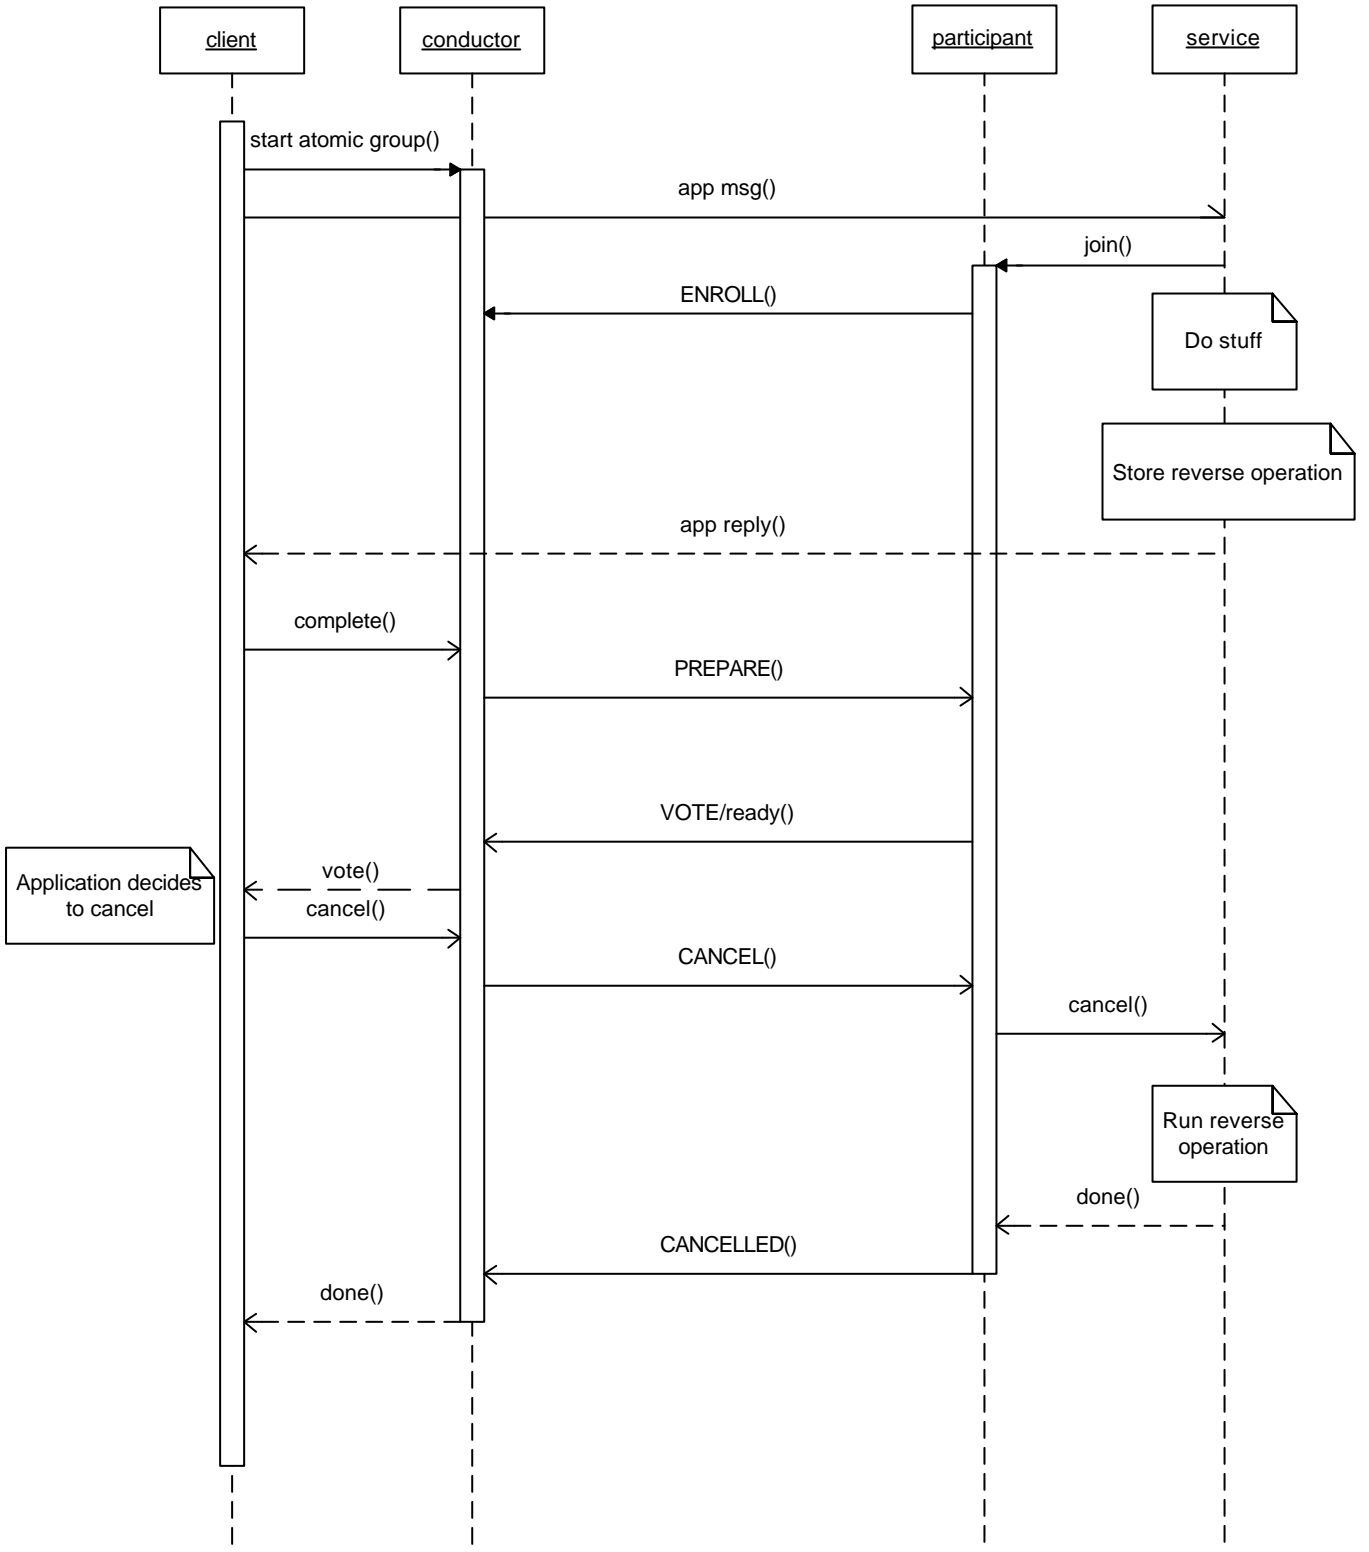 client
conductor
participant
service
start atomic group()
app msg()
join()
ENROLL()
Do stuff
Store reverse operation
app reply()
complete()
PREPARE()
VOTE/ready()
vote()
Application decides
to cancel
cancel()
CANCEL()
cancel()
Run reverse
operation
done()
CANCELLED()
done()